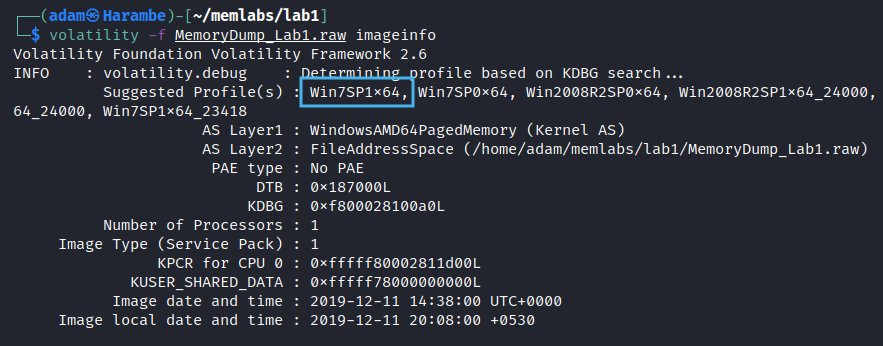 ┌──(adam㉿Harambe)-[~/memlabs/lab1]
└─$ volatility -f MemoryDump_Lab1.raw imageinfo
Volatility Foundation Volatility Framework 2.6
INFO    : volatility.debug    : Determining profile based on KDBG search...
Suggested Profile(s) : Win7SP1x64, Win7SP0x64, Win2008R2SP0x64, Win2008R2SP1x64_24000,
64_24000, Win7SP1x64_23418
AS Layer1 : WindowsAMD64PagedMemory (Kernel AS)
AS Layer2 : FileAddressSpace (/home/adam/memlabs/lab1/MemoryDump_Lab1.raw)
PAE type : No PAE
DTB : 0x187000L
KDBG : 0xf800028100a0L
Number of Processors : 1
Image Type (Service Pack) : 1
KPCR for CPU 0 : 0xfffff80002811d00L
KUSER_SHARED_DATA : 0xfffff78000000000L
Image date and time : 2019-12-11 14:38:00 UTC+0000
Image local date and time : 2019-12-11 20:08:00 +0530